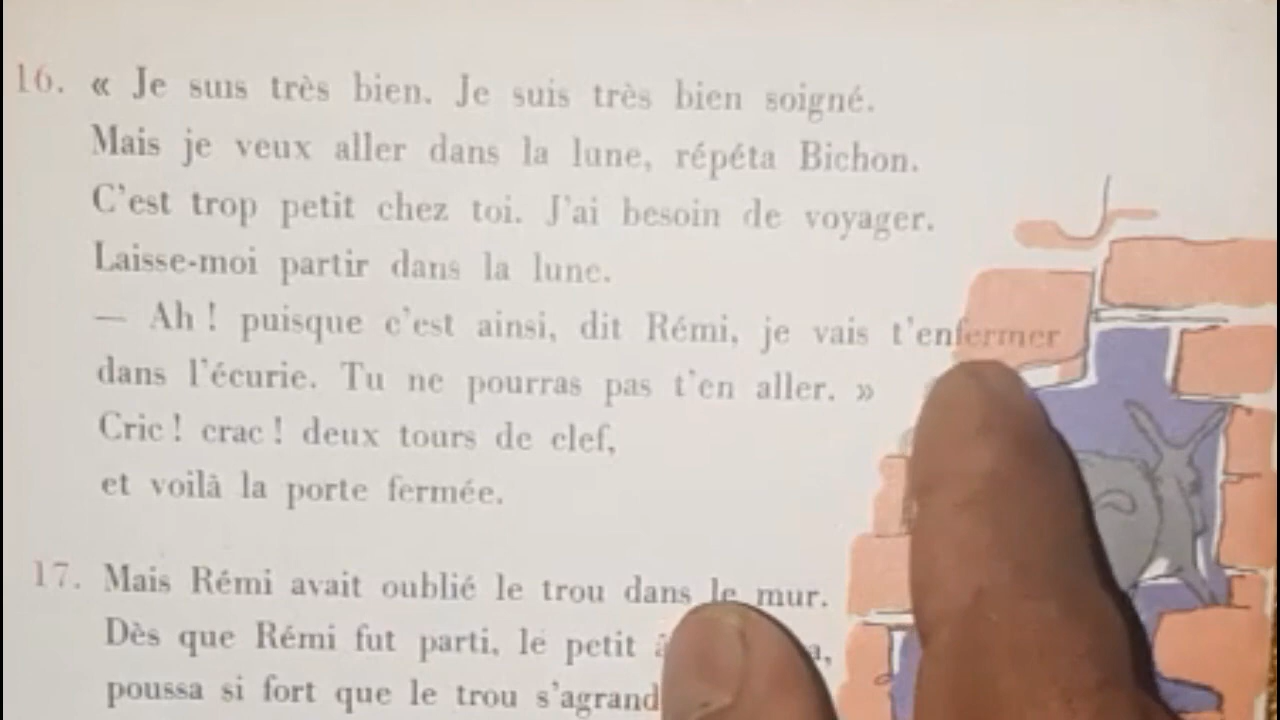 16. « Je suis très bien. Je suis très bien soigné.
Mais je veux aller dans la lune, répéta Bichon.
C'est trop petit chez toi. J'ai besoin de voyager.
Laisse-moi partir dans la lune.
— Ah ! puisque c'est ainsi, dit Rémi, je vais t'enfermer
dans l'écurie. Tu ne pourras pas t'en aller. »
Cric ! crac ! deux tours de clef,
et voilà la porte fermée.
17. Mais Rémi avait oublié le trou dans le mur.
Dès que Rémi fut parti, le petit
poussa si fort que le trou